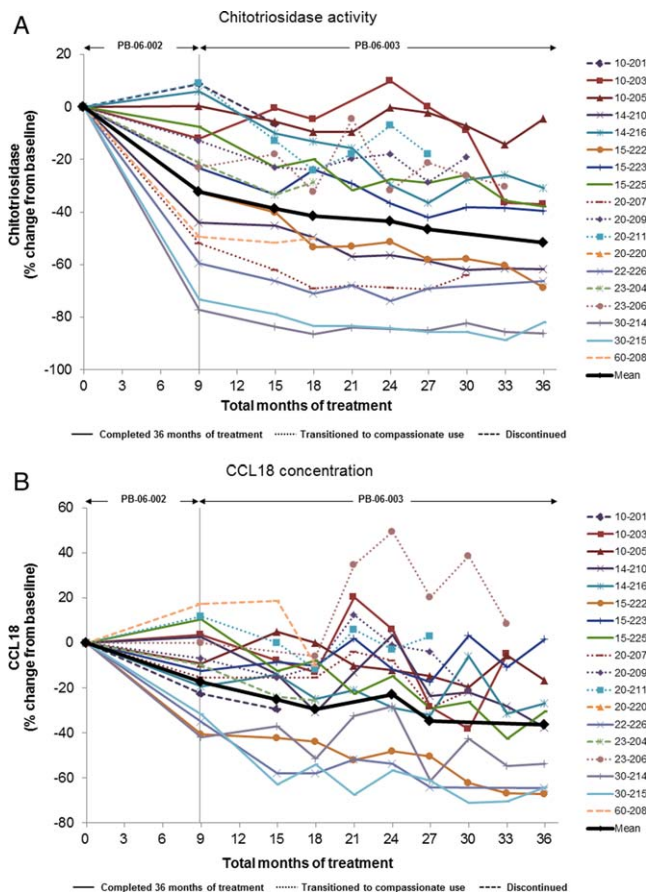 A
Chitotriosidase activity
PB-06-002
PB-06-003
Chitotriosidase
(% change from baseline)
20
0
-20
-40
-60
-80
-100
0 3 6 9 12 15 18 21 24 27 30 33 36
Total months of treatment
10-201
10-203
10-205
14-210
14-216
15-222
15-223
15-225
20-207
20-209
20-211
20-220
22-226
23-204
23-206
30-214
30-215
60-208
Mean
Completed 36 months of treatment Transitioned to compassionate use Discontinued
B
CCL18 concentration
PB-06-002
PB-06-003
CCL18
(% change from baseline)
60
40
20
0
-20
-40
-60
-80
0 3 6 9 12 15 18 21 24 27 30 33 36
Total months of treatment
10-201
10-203
10-205
14-210
14-216
15-222
15-223
15-225
20-207
20-209
20-211
20-220
22-226
23-204
23-206
30-214
30-215
60-208
Mean
Completed 36 months of treatment Transitioned to compassionate use Discontinued